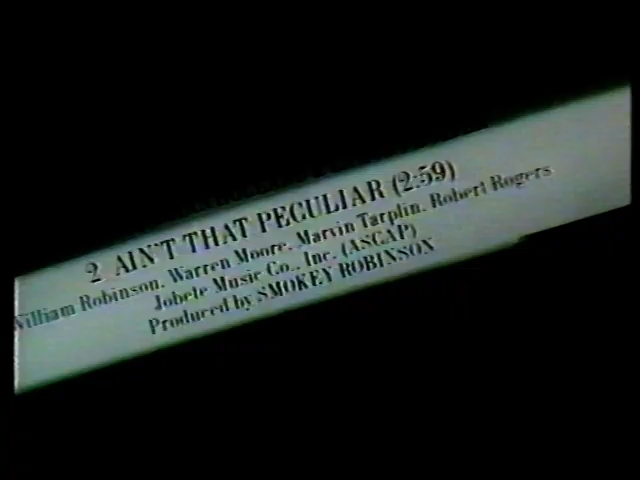 2 AIN'T THAT PECULIAR (2:59)
William Robinson, Warren Moore, Marvin Tarplin, Robert Rogers
Jobete Music Co., Inc. (ASCAP)
Produced by SMOKEY ROBINSON